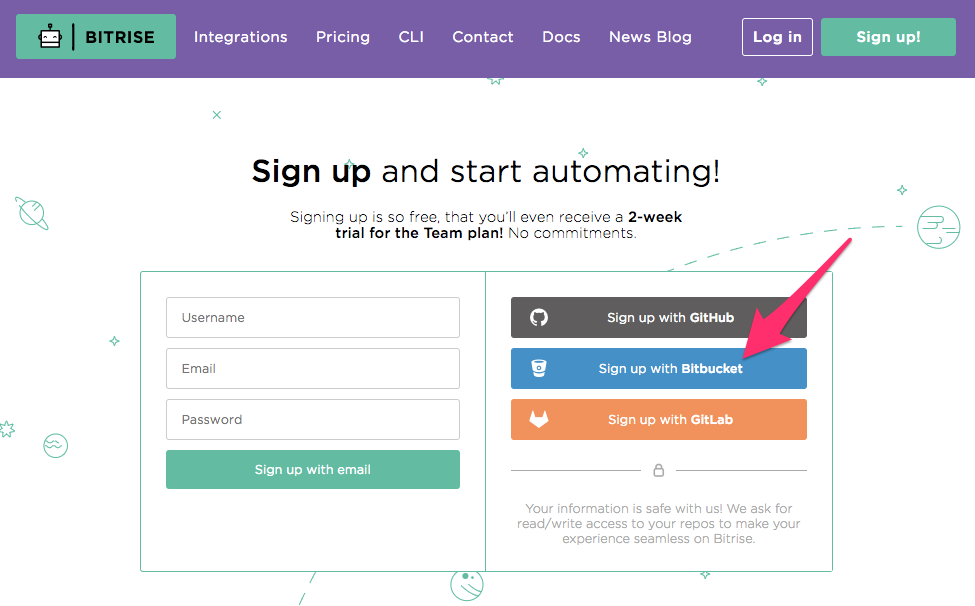 BITRISE
Integrations
Pricing
CLI
Contact
Docs
News Blog
Log in
Sign up!
Sign up and start automating!
Signing up is so free, that you'll even receive a 2-week
trial for the Team plan! No commitments.
Username
Email
Password
Sign up with email
Sign up with GitHub
Sign up with Bitbucket
Sign up with GitLab
Your information is safe with us! We ask for
read/write access to your repos to make your
experience seamless on Bitrise.